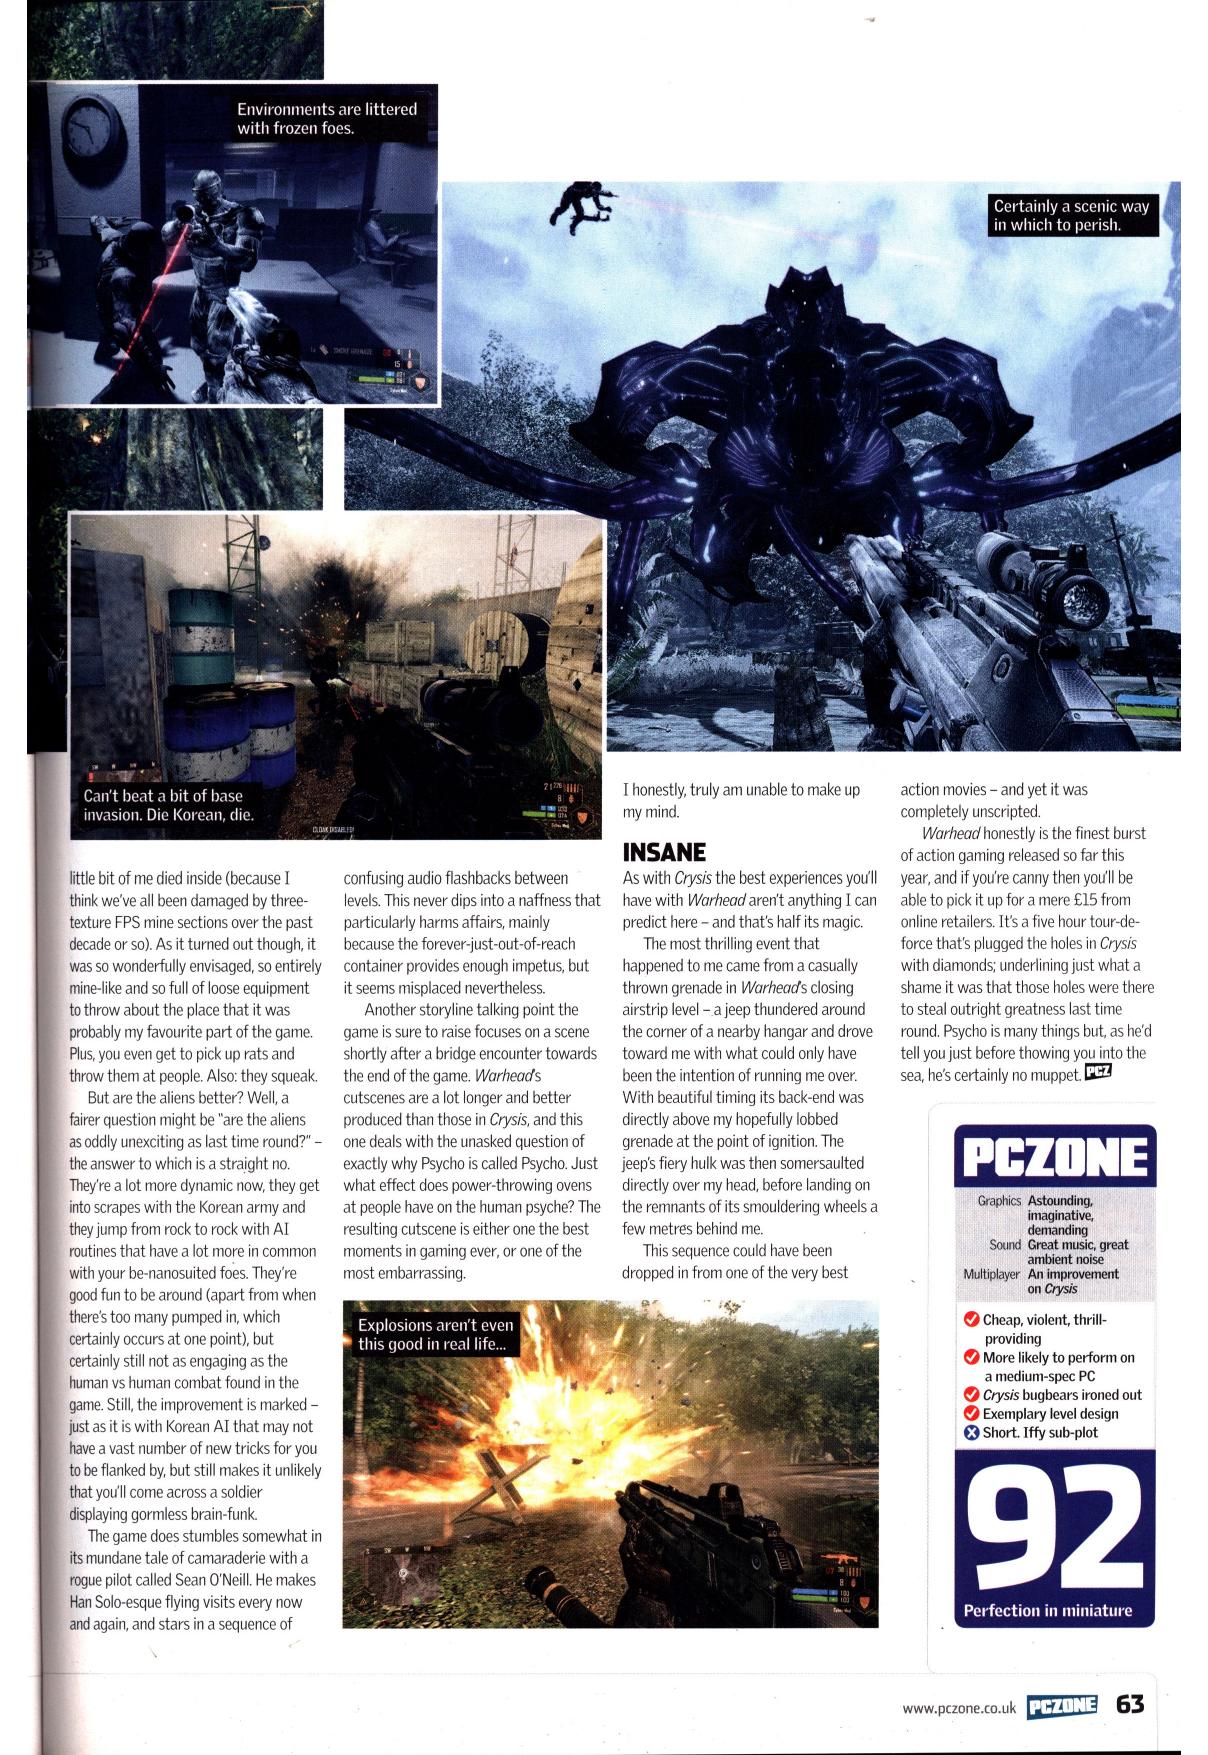 Environments are littered
with frozen foes.
Certainly a scenic way
in which to perish.
Can't beat a bit of base
invasion. Die Korean, die.
CLOAK DISABLED!
little bit of me died inside (because I
think we've all been damaged by three-
texture FPS mine sections over the past
decade or so). As it turned out though, it
was so wonderfully envisaged, so entirely
mine-like and so full of loose equipment
to throw about the place that it was
probably my favourite part of the game.
Plus, you even get to pick up rats and
throw them at people. Also: they squeak.
But are the aliens better? Well, a
fairer question might be "are the aliens
as oddly unexciting as last time round?" –
the answer to which is a straight no.
They're a lot more dynamic now, they get
into scrapes with the Korean army and
they jump from rock to rock with AI
routines that have a lot more in common
with your be-nanosuited foes. They're
good fun to be around (apart from when
there's too many pumped in, which
certainly occurs at one point), but
certainly still not as engaging as the
human vs human combat found in the
game. Still, the improvement is marked –
just as it is with Korean AI that may not
have a vast number of new tricks for you
to be flanked by, but still makes it unlikely
that you'll come across a soldier
displaying gormless brain-funk.
The game does stumbles somewhat in
its mundane tale of camaraderie with a
rogue pilot called Sean O'Neill. He makes
Han Solo-esque flying visits every now
and again, and stars in a sequence of
confusing audio flashbacks between
levels. This never dips into a naffness that
particularly harms affairs, mainly
because the forever-just-out-of-reach
container provides enough impetus, but
it seems misplaced nevertheless.
Another storyline talking point the
game is sure to raise focuses on a scene
shortly after a bridge encounter towards
the end of the game. Warhead's
cutscenes are a lot longer and better
produced than those in Crysis, and this
one deals with the unasked question of
exactly why Psycho is called Psycho. Just
what effect does power-throwing ovens
at people have on the human psyche? The
resulting cutscene is either one the best
moments in gaming ever, or one of the
most embarrassing.
I honestly, truly am unable to make up
my mind.
INSANE
As with Crysis the best experiences you'll
have with Warhead aren't anything I can
predict here – and that's half its magic.
The most thrilling event that
happened to me came from a casually
thrown grenade in Warhead's closing
airstrip level – a jeep thundered around
the corner of a nearby hangar and drove
toward me with what could only have
been the intention of running me over.
With beautiful timing its back-end was
directly above my hopefully lobbed
grenade at the point of ignition. The
jeep's fiery hulk was then somersaulted
directly over my head, before landing on
the remnants of its smouldering wheels a
few metres behind me.
This sequence could have been
dropped in from one of the very best
action movies – and yet it was
completely unscripted.
Warhead honestly is the finest burst
of action gaming released so far this
year, and if you're canny then you'll be
able to pick it up for a mere £15 from
online retailers. It's a five hour tour-de-
force that's plugged the holes in Crysis
with diamonds; underlining just what a
shame it was that those holes were there
to steal outright greatness last time
round. Psycho is many things but, as he'd
tell you just before thowing you into the
sea, he's certainly no muppet. PCZ
Explosions aren't even
this good in real life...
PCZONE
Graphics Astounding,
imaginative,
demanding
Sound Great music, great
ambient noise
Multiplayer An improvement
on Crysis
Cheap, violent, thrill-
providing
More likely to perform on
a medium-spec PC
Crysis bugbears ironed out
Exemplary level design
Short. Iffy sub-plot
92
Perfection in miniature
www.pczone.co.uk PCZONE 63